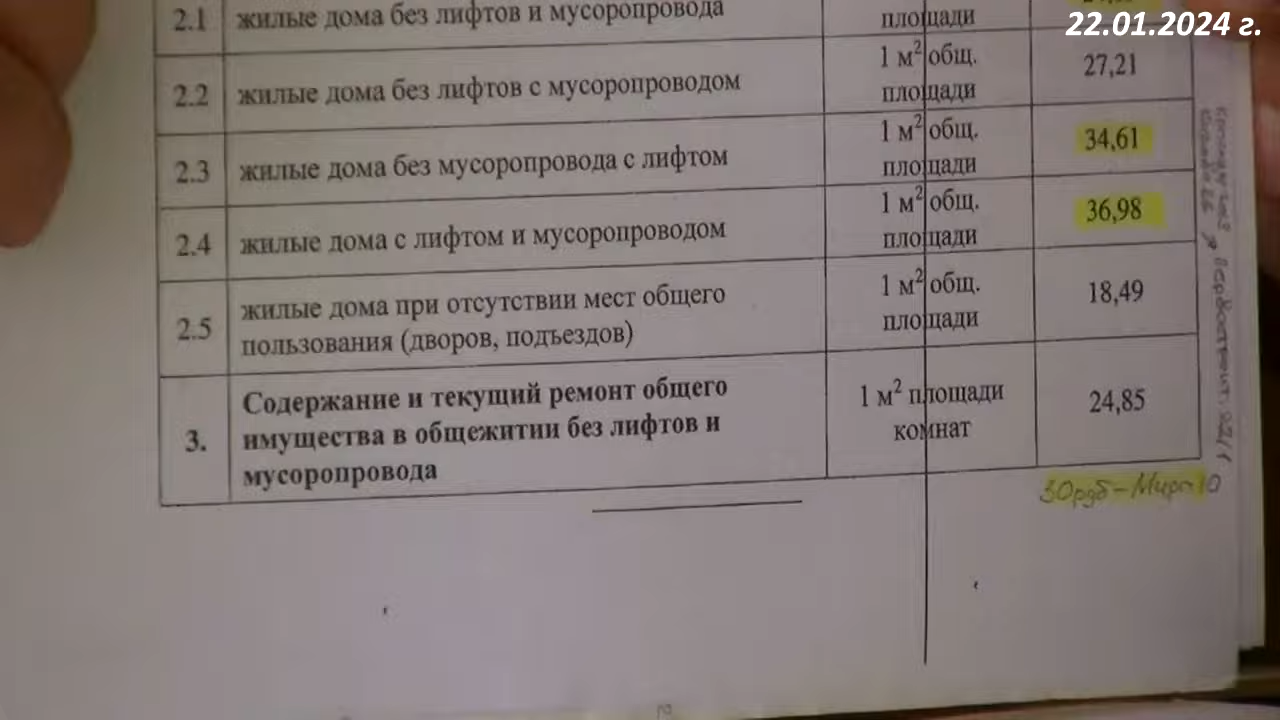 22.01.2024 г.
2.1 жилые дома без лифтов и мусоропровода площади
2.2 жилые дома без лифтов с мусоропроводом 1 м² общ. площади 27,21
2.3 жилые дома без мусоропровода с лифтом 1 м² общ. площади 34,61
2.4 жилые дома с лифтом и мусоропроводом 1 м² общ. площади 36,98
2.5 жилые дома при отсутствии мест общего
пользования (дворов, подъездов) 1 м² общ. площади 18,49
3. Содержание и текущий ремонт общего
имущества в общежитии без лифтов и
мусоропровода 1 м² площади комнат 24,85
30руб - Мира 10